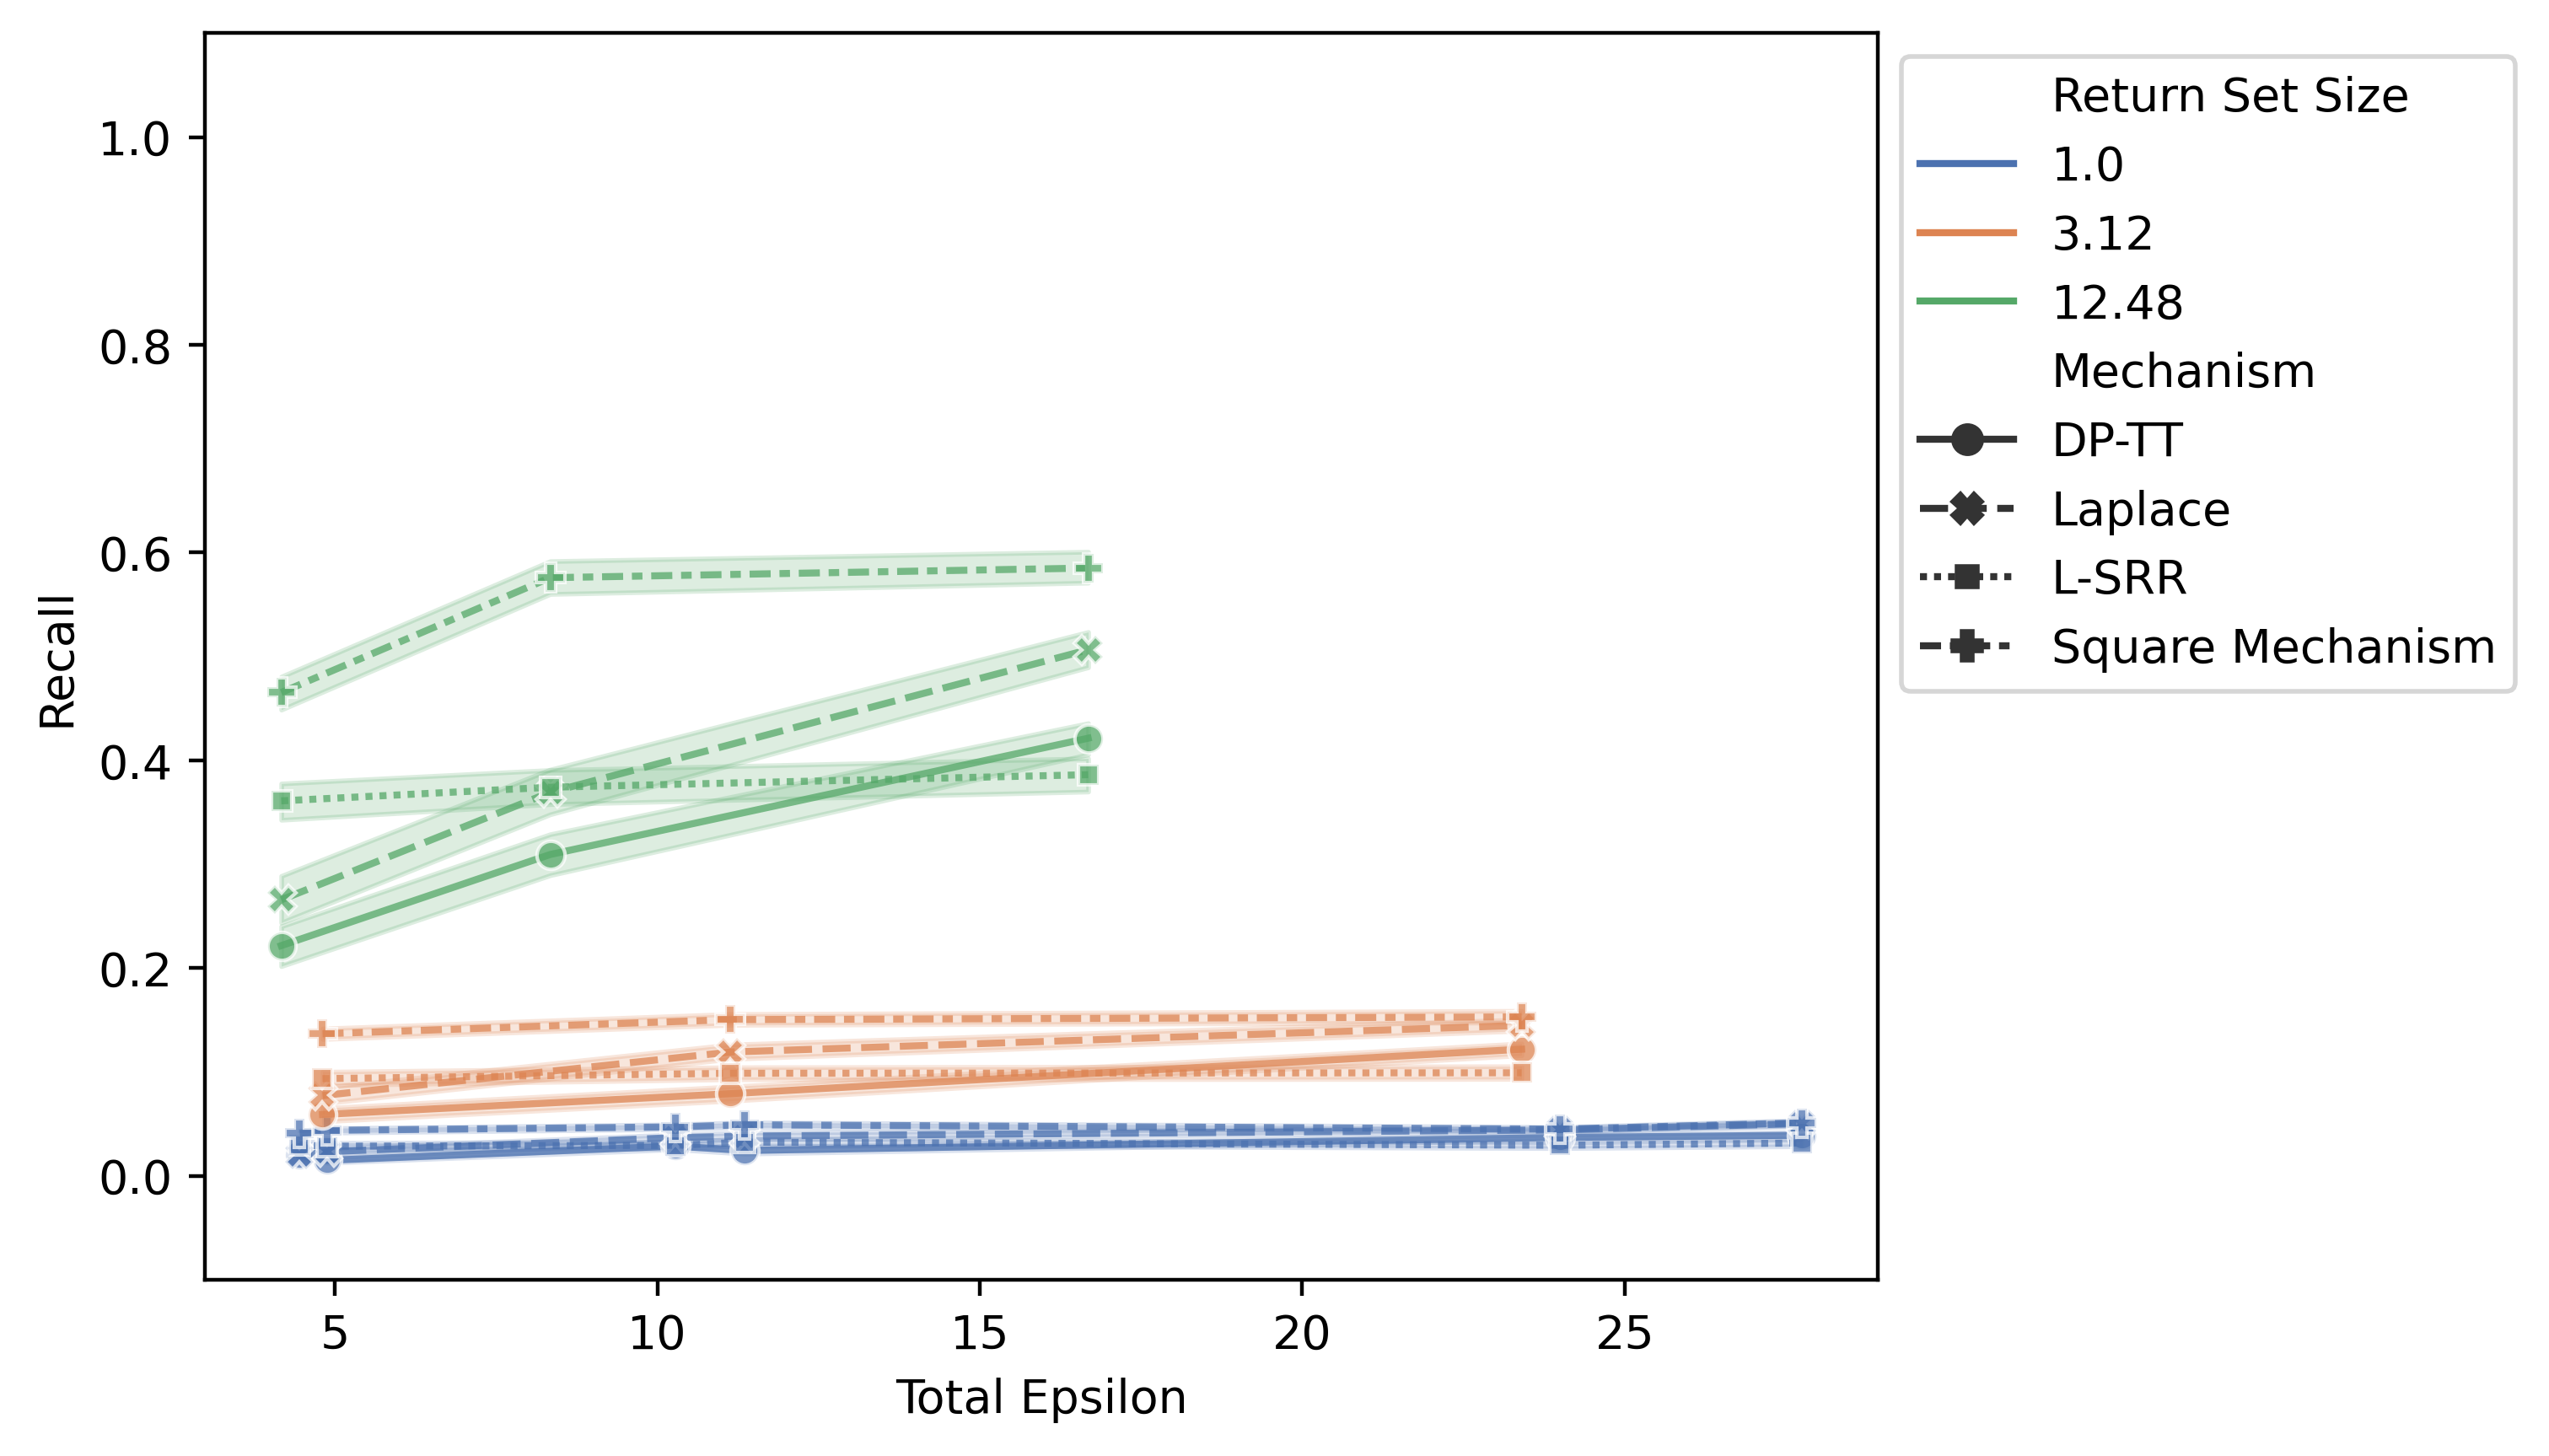 1.0
0.8
0.6
0.4
0.2
0.0
Recall
5 10 15 20 25
Total Epsilon
Return Set Size
1.0
3.12
12.48
Mechanism
DP-TT
Laplace
L-SRR
Square Mechanism